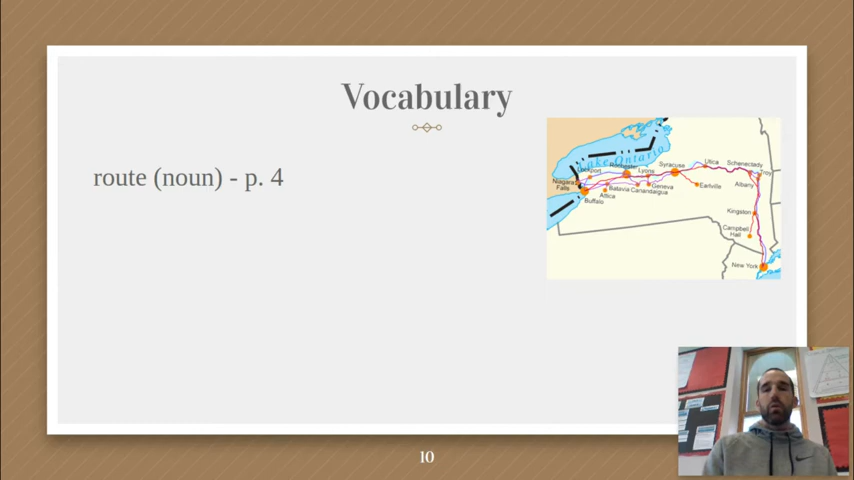 Vocabulary
route (noun) - p. 4
Lake Ontario
Lockport
Rochester
Lyons
Syracuse
Utica
Schenectady
Troy
Niagara
Falls
Batavia
Canandaigua
Geneva
Earlville
Albany
Attica
Buffalo
Kingston
Campbell
Hall
New York
10